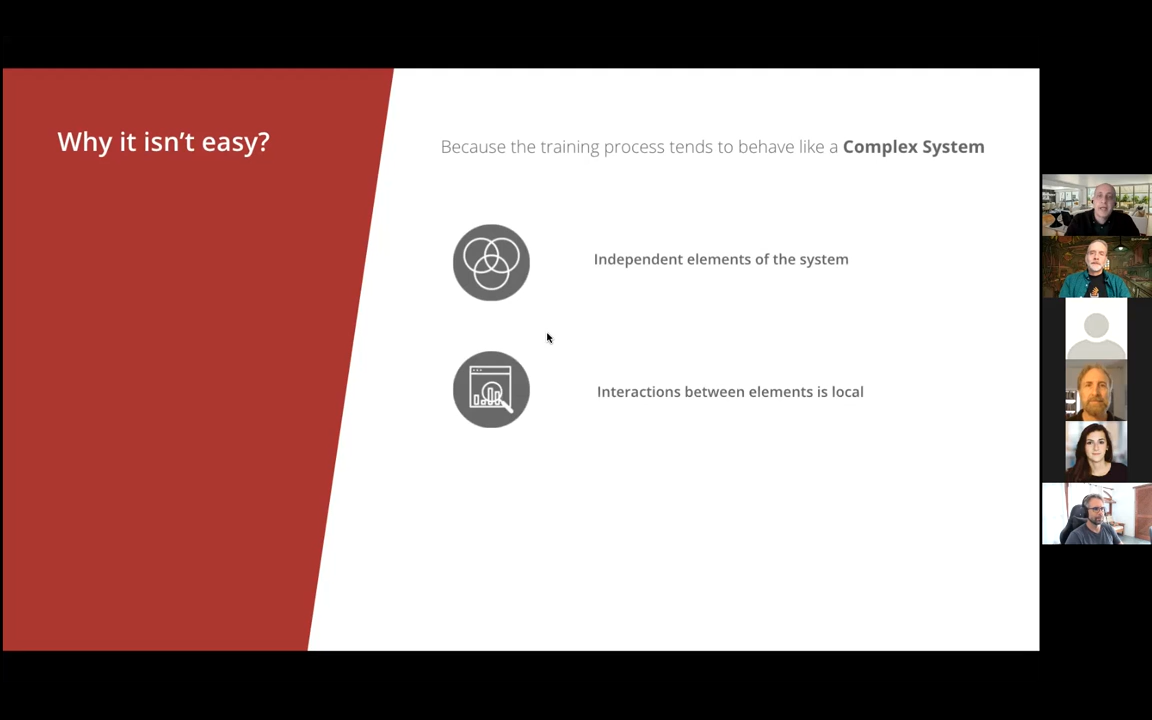 Why it isn’t easy?
Because the training process tends to behave like a Complex System
Independent elements of the system
Interactions between elements is local